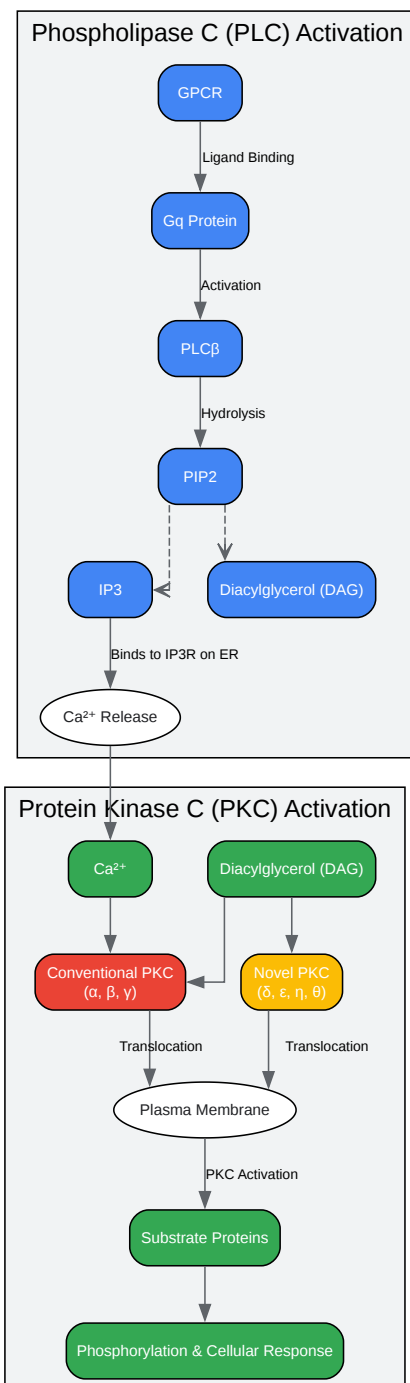 Phospholipase C (PLC) Activation
GPCR
Ligand Binding
Gq Protein
Activation
PLCβ
Hydrolysis
PIP2
IP3
Diacylglycerol (DAG)
Binds to IP3R on ER
Ca²⁺ Release
Protein Kinase C (PKC) Activation
Ca²⁺
Diacylglycerol (DAG)
Conventional PKC
(α, β, γ)
Novel PKC
(δ, ε, η, θ)
Translocation
Translocation
Plasma Membrane
PKC Activation
Substrate Proteins
Phosphorylation & Cellular Response